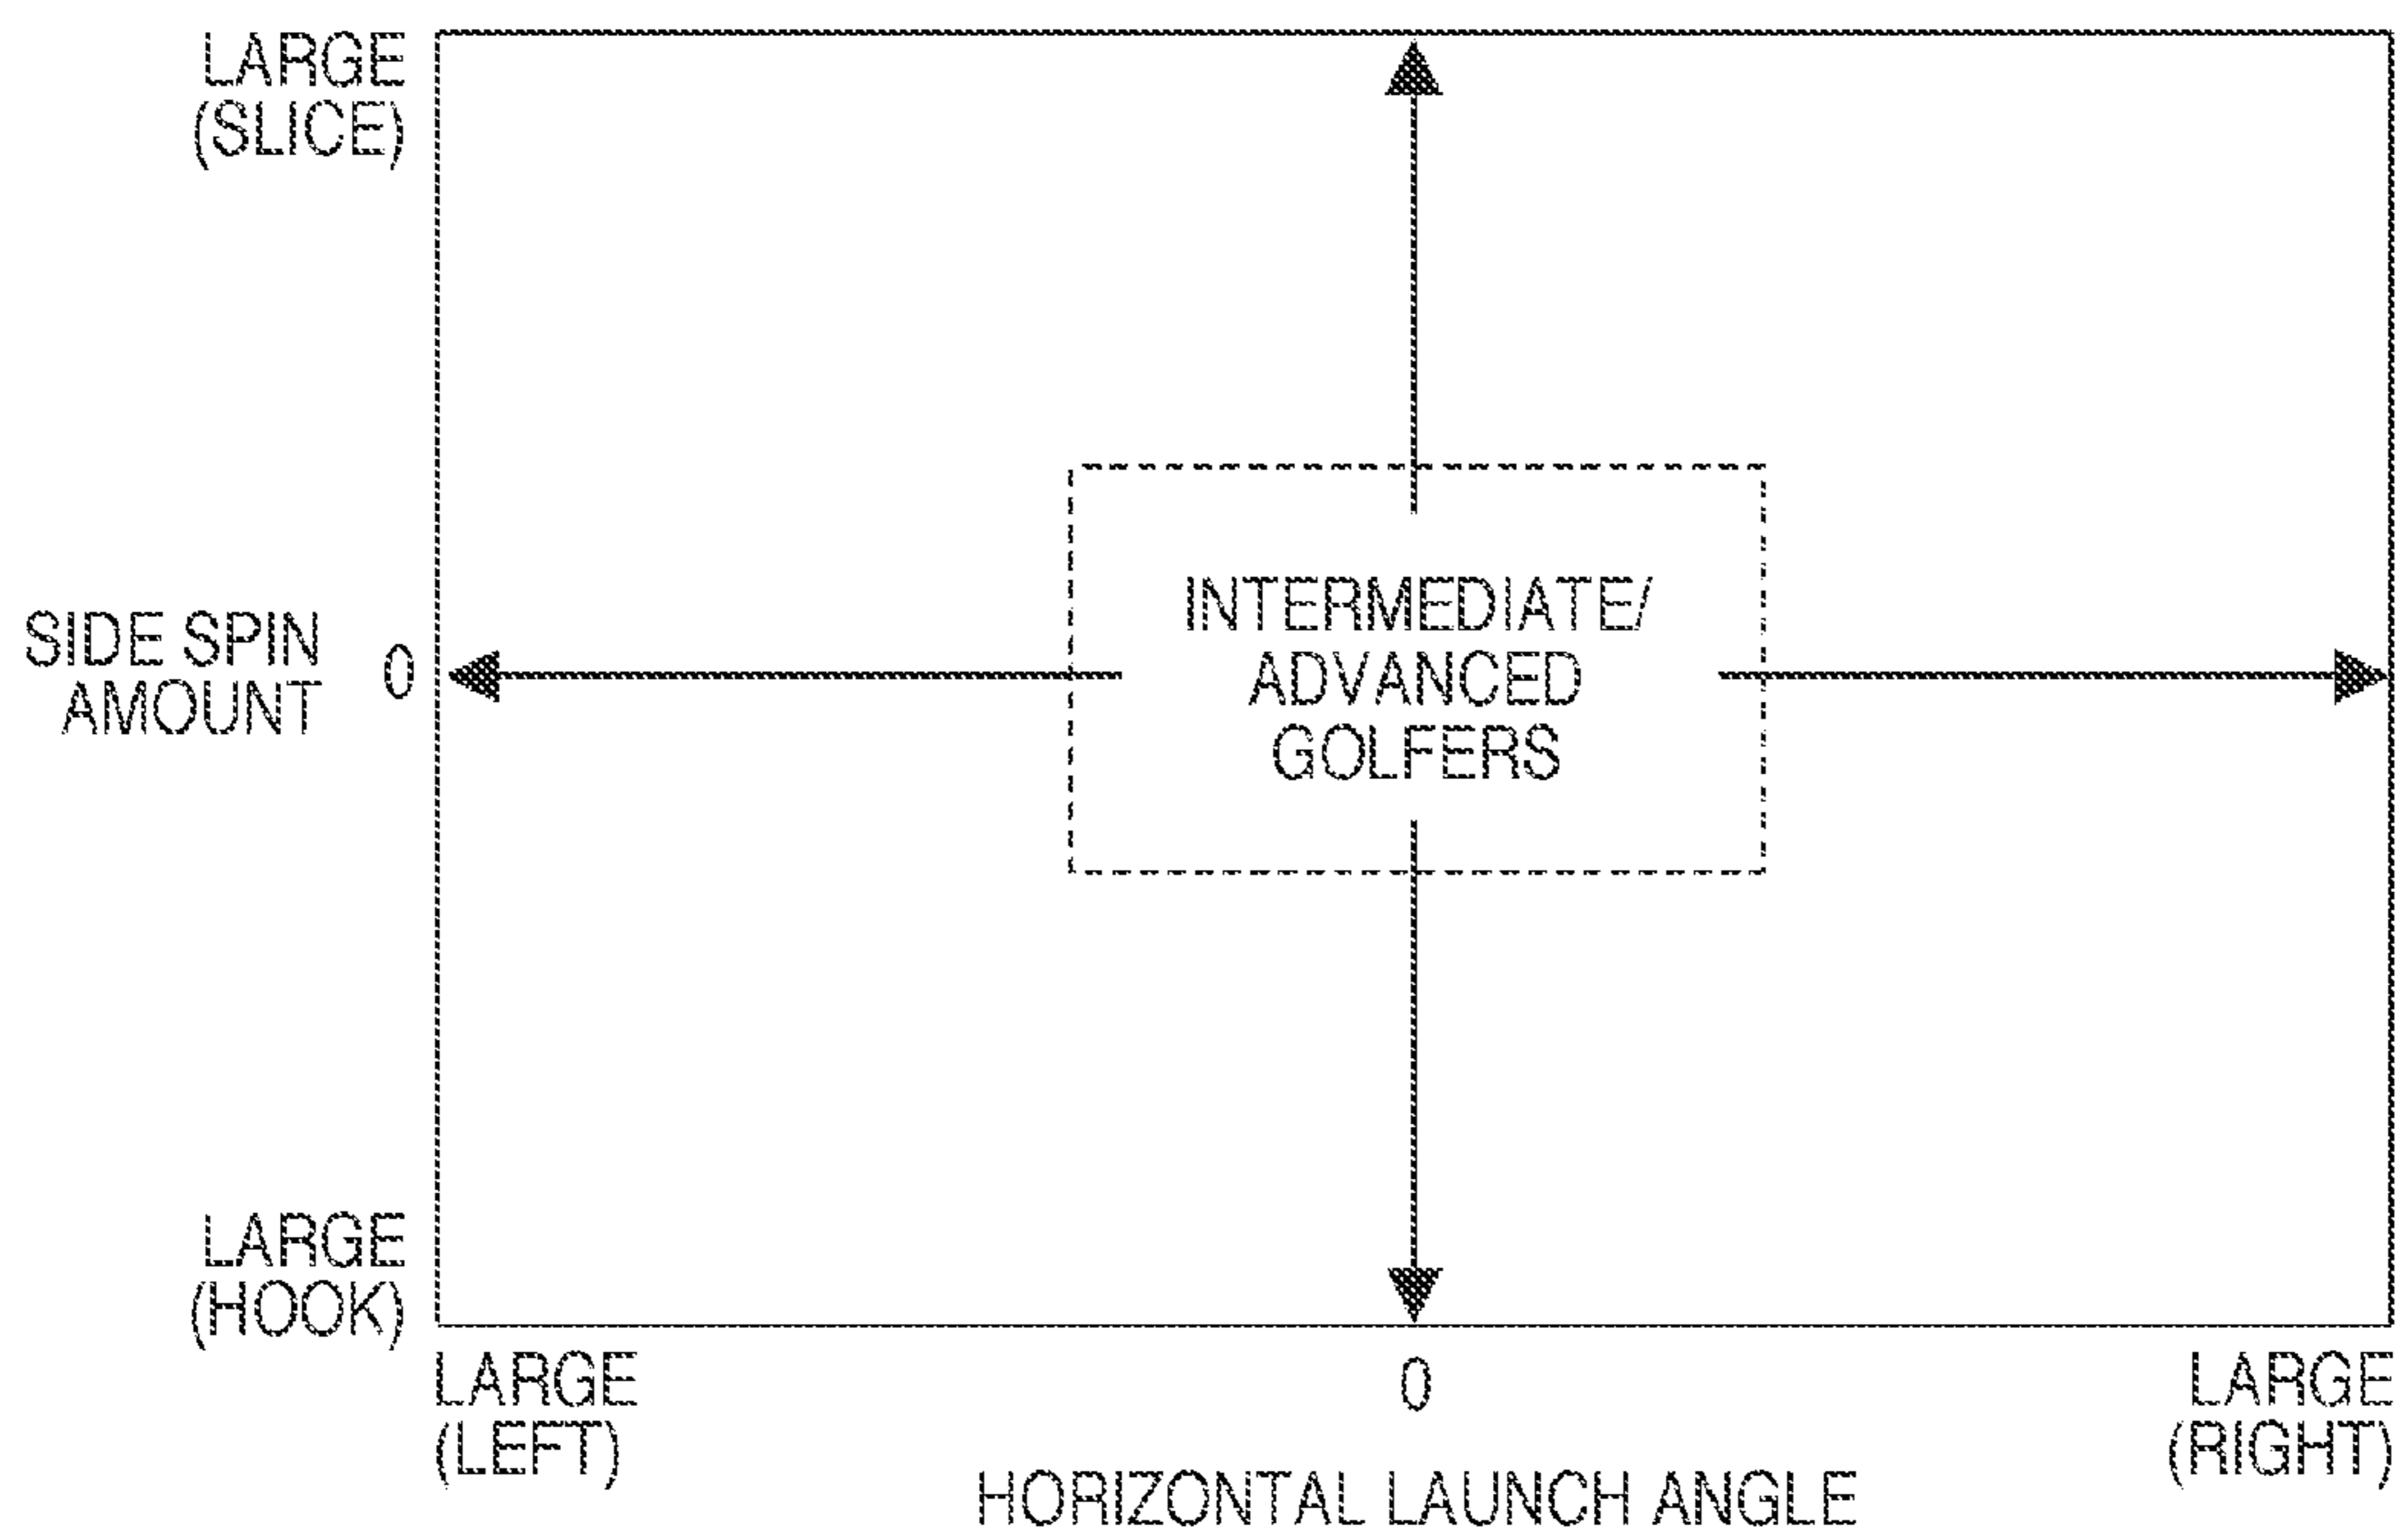 LARGE
(SLICE)
INTERMEDIATE/
ADVANCED
GOLFERS
SIDE SPIN
AMOUNT
0
LARGE
(HOOK)
LARGE
(LEFT)
0
LARGE
(RIGHT)
HORIZONTAL LAUNCH ANGLE